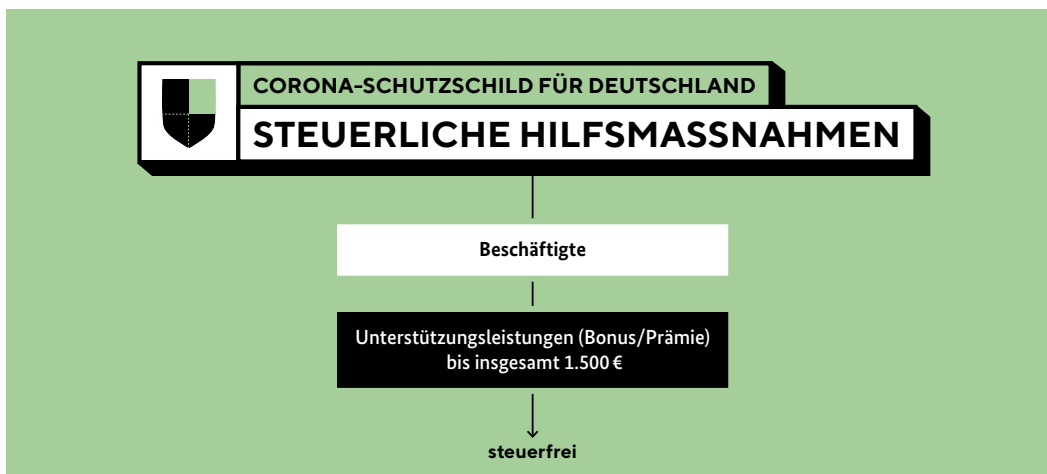 CORONA-SCHUTZSCHILD FÜR DEUTSCHLAND
STEUERLICHE HILFSMASSNAHMEN
Beschäftigte
Unterstützungsleistungen (Bonus/Prämie)
bis insgesamt 1.500 €
steuerfrei